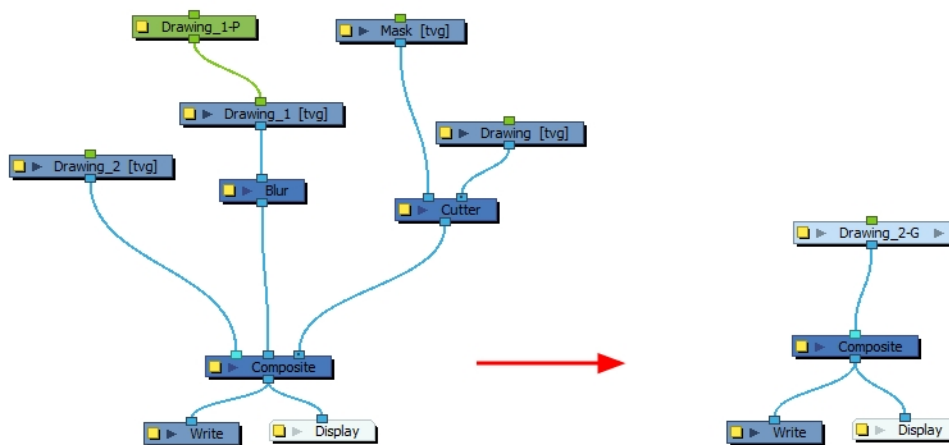 Drawing_1-P
Mask [tvg]
Drawing_1 [tvg]
Drawing [tvg]
Drawing_2 [tvg]
Blur
Cutter
Composite
Write
Display
Drawing_2-G
Composite
Write
Display